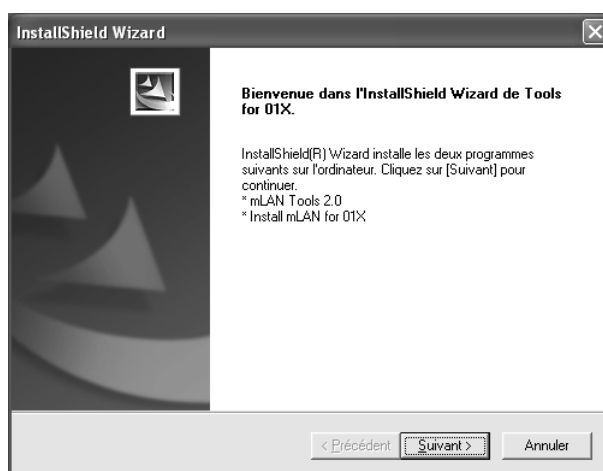 InstallShield Wizard
Bienvenue dans l'InstallShield Wizard de Tools
for 01X.
InstallShield(R) Wizard installe les deux programmes
suivants sur l'ordinateur. Cliquez sur [Suivant] pour
continuer.
* mLAN Tools 2.0
* Install mLAN for 01X
< Précédent
Suivant >
Annuler